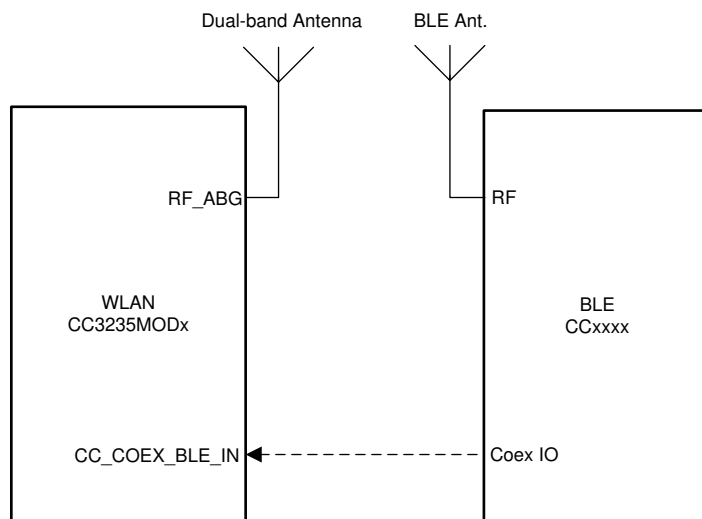 Dual-band Antenna
BLE Ant.
RF_ABG
RF
WLAN
CC3235MODx
BLE
CCxxxx
CC_COEX_BLE_IN
Coex IO